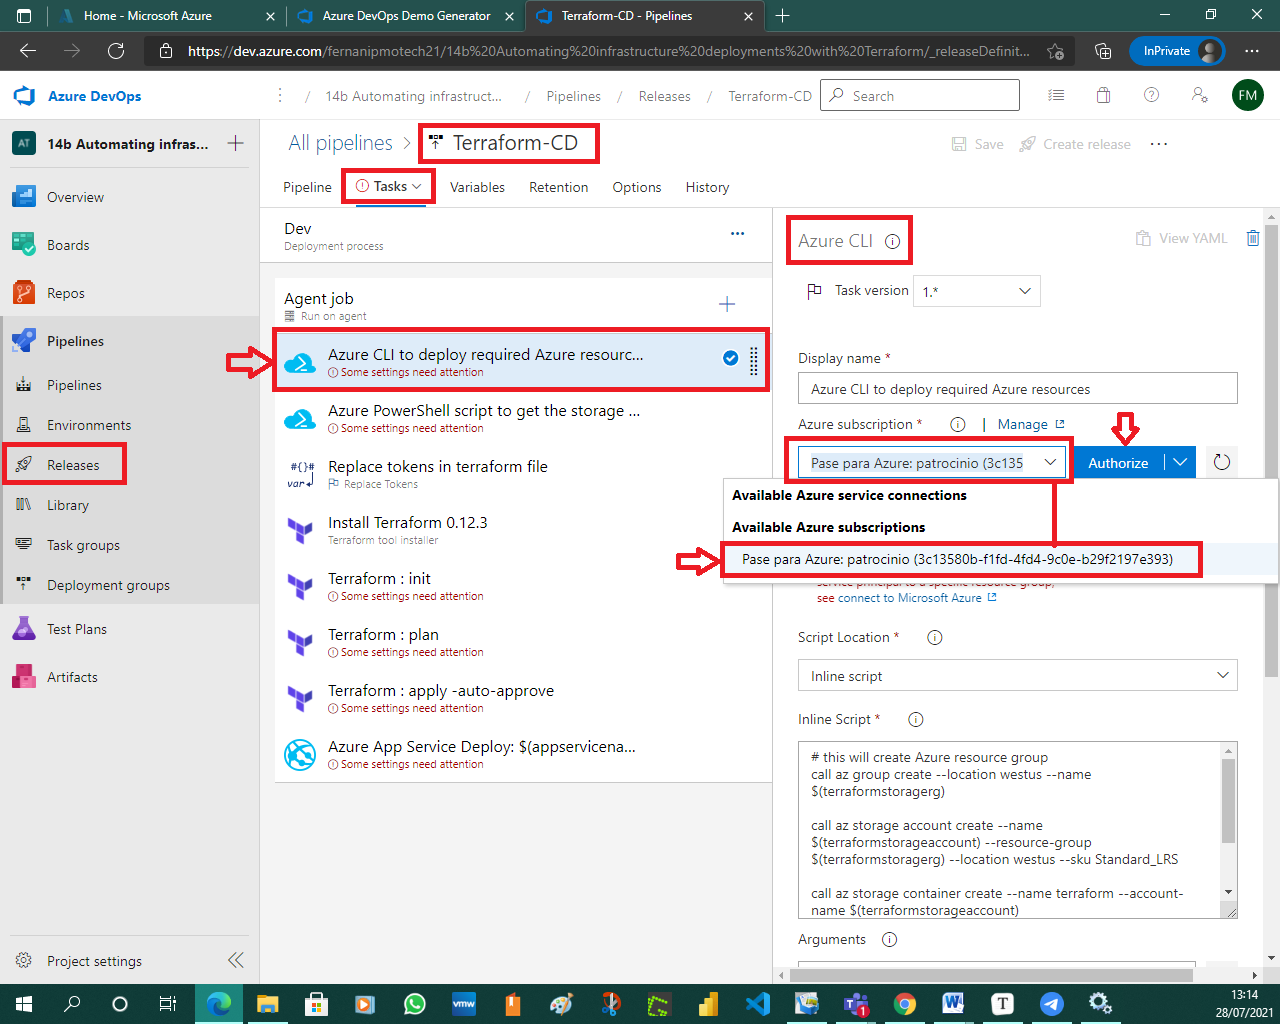 Home - Microsoft Azure
Azure DevOps Demo Generator
Terraform-CD - Pipelines
https://dev.azure.com/fernanipmotech21/14b%20Automating%20infrastructure%20deployments%20with%20Terraform/_releaseDefinit...
InPrivate
Azure DevOps
/ 14b Automating infrastruct... / Pipelines / Releases / Terraform-CD
Search
FM
AT
14b Automating infras...
Overview
Boards
Repos
Pipelines
Pipelines
Environments
Releases
Library
Task groups
Deployment groups
Test Plans
Artifacts
Project settings
All pipelines > Terraform-CD
Save
Create release
Pipeline
Tasks
Variables
Retention
Options
History
Dev
Deployment process
Agent job
Run on agent
Azure CLI to deploy required Azure resourc...
Some settings need attention
Azure PowerShell script to get the storage ...
Some settings need attention
#{}#
var
Replace tokens in terraform file
Replace Tokens
Install Terraform 0.12.3
Terraform tool installer
Terraform : init
Some settings need attention
Terraform : plan
Some settings need attention
Terraform : apply -auto-approve
Some settings need attention
Azure App Service Deploy: $(appservicena...
Some settings need attention
Azure CLI
View YAML
Task version
1.*
Display name *
Azure CLI to deploy required Azure resources
Azure subscription * | Manage
Pase para Azure: patrocinio (3c135
Authorize
Available Azure service connections
Available Azure subscriptions
Pase para Azure: patrocinio (3c13580b-f1fd-4fd4-9c0e-b29f2197e393)
service principal to a specific resource group,
see connect to Microsoft Azure
Script Location *
Inline script
Inline Script *
# this will create Azure resource group
call az group create --location westus --name
$(terraformstoragerg)
call az storage account create --name
$(terraformstorageaccount) --resource-group
$(terraformstoragerg) --location westus --sku Standard_LRS
call az storage container create --name terraform --account-
name $(terraformstorageaccount)
Arguments
vmw
1
T
13:14
28/07/2021